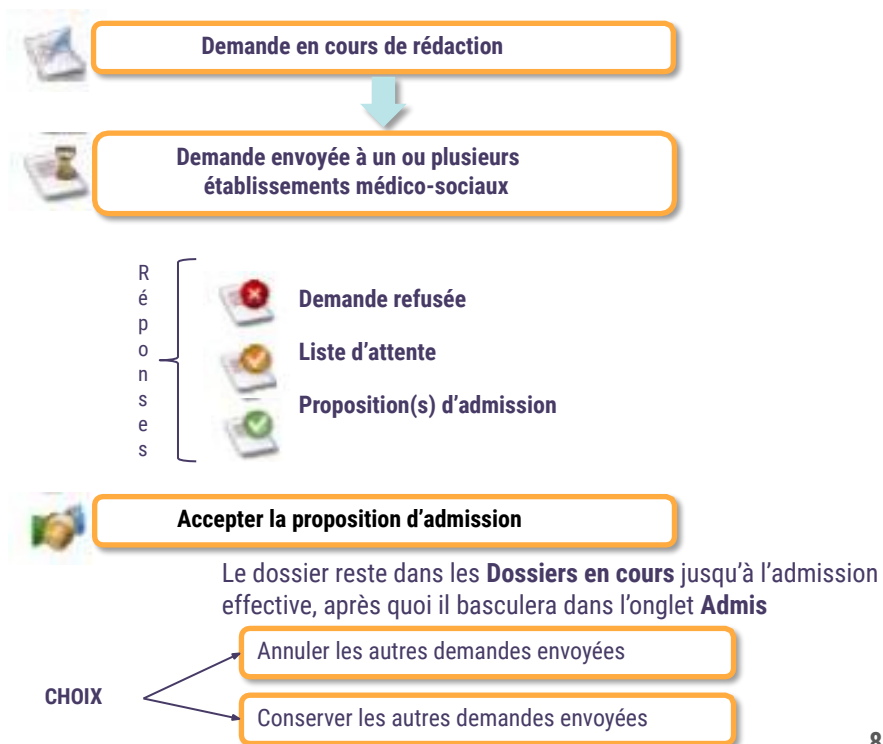 Demande en cours de rédaction
Demande envoyée à un ou plusieurs
établissements médico-sociaux
Réponses
Demande refusée
Liste d'attente
Proposition(s) d'admission
Accepter la proposition d'admission
Le dossier reste dans les Dossiers en cours jusqu'à l'admission
effective, après quoi il basculera dans l'onglet Admis
Annuler les autres demandes envoyées
CHOIX
Conserver les autres demandes envoyées
8